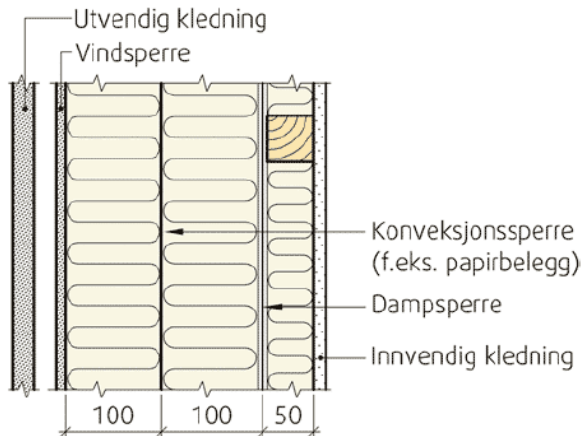 Utvendig kledning
Vindsperre
Konveksjonssperre
(f.eks. papirbelegg)
Dampsperre
Innvendig kledning
100
100
50